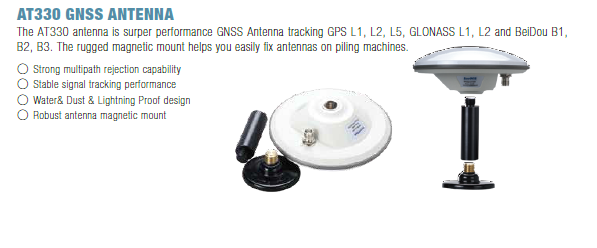 AT330 GNSS ANTENNA
The AT330 antenna is surper performance GNSS Antenna tracking GPS L1, L2, L5, GLONASS L1, L2 and BeiDou B1,
B2, B3. The rugged magnetic mount helps you easily fix antennas on piling machines.
Strong multipath rejection capability
Stable signal tracking performance
Water& Dust & Lightning Proof design
Robust antenna magnetic mount